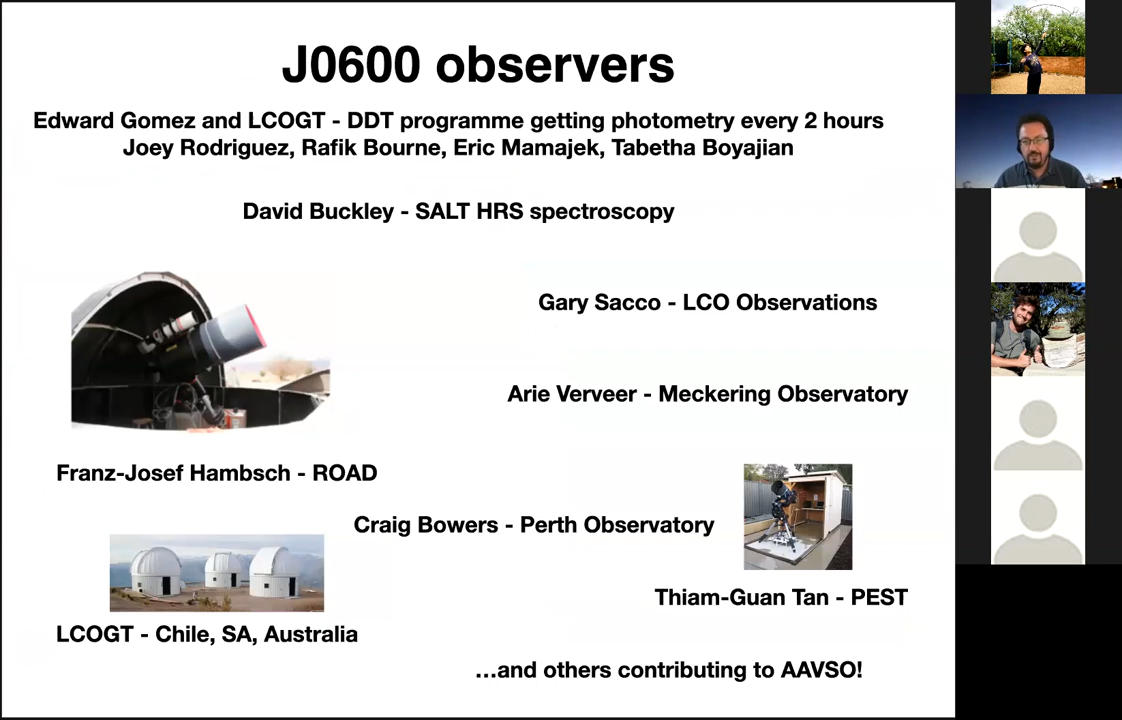 J0600 observers
Edward Gomez and LCOGT - DDT programme getting photometry every 2 hours
Joey Rodriguez, Rafik Bourne, Eric Mamajek, Tabetha Boyajian
David Buckley - SALT HRS spectroscopy
Gary Sacco - LCO Observations
Arie Verveer - Meckering Observatory
Franz-Josef Hambsch - ROAD
Craig Bowers - Perth Observatory
Thiam-Guan Tan - PEST
LCOGT - Chile, SA, Australia
…and others contributing to AAVSO!